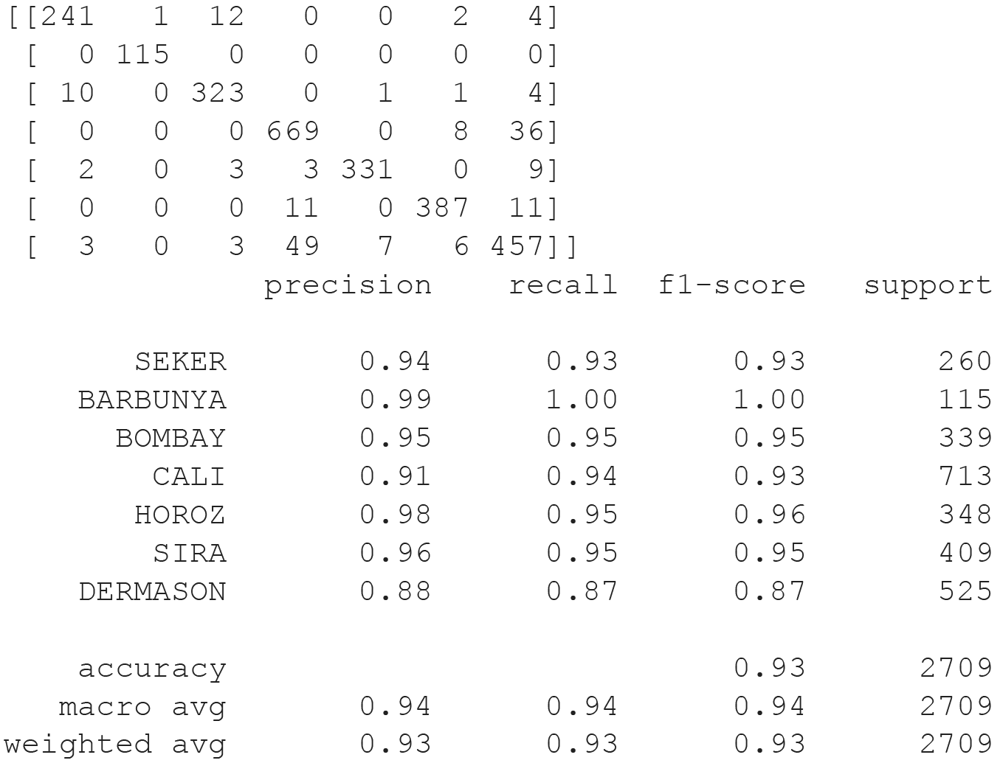 [[241   1  12   0   0   2   4]
 [  0 115   0   0   0   0   0]
 [ 10   0 323   0   1   1   4]
 [  0   0   0 669   0   8  36]
 [  2   0   3   3 331   0   9]
 [  0   0   0  11   0 387  11]
 [  3   0   3  49   7   6 457]]
              precision    recall  f1-score   support
       SEKER       0.94      0.93      0.93       260
    BARBUNYA       0.99      1.00      1.00       115
      BOMBAY       0.95      0.95      0.95       339
        CALI       0.91      0.94      0.93       713
       HOROZ       0.98      0.95      0.96       348
        SIRA       0.96      0.95      0.95       409
    DERMASON       0.88      0.87      0.87       525
    accuracy                           0.93      2709
   macro avg       0.94      0.94      0.94      2709
weighted avg       0.93      0.93      0.93      2709